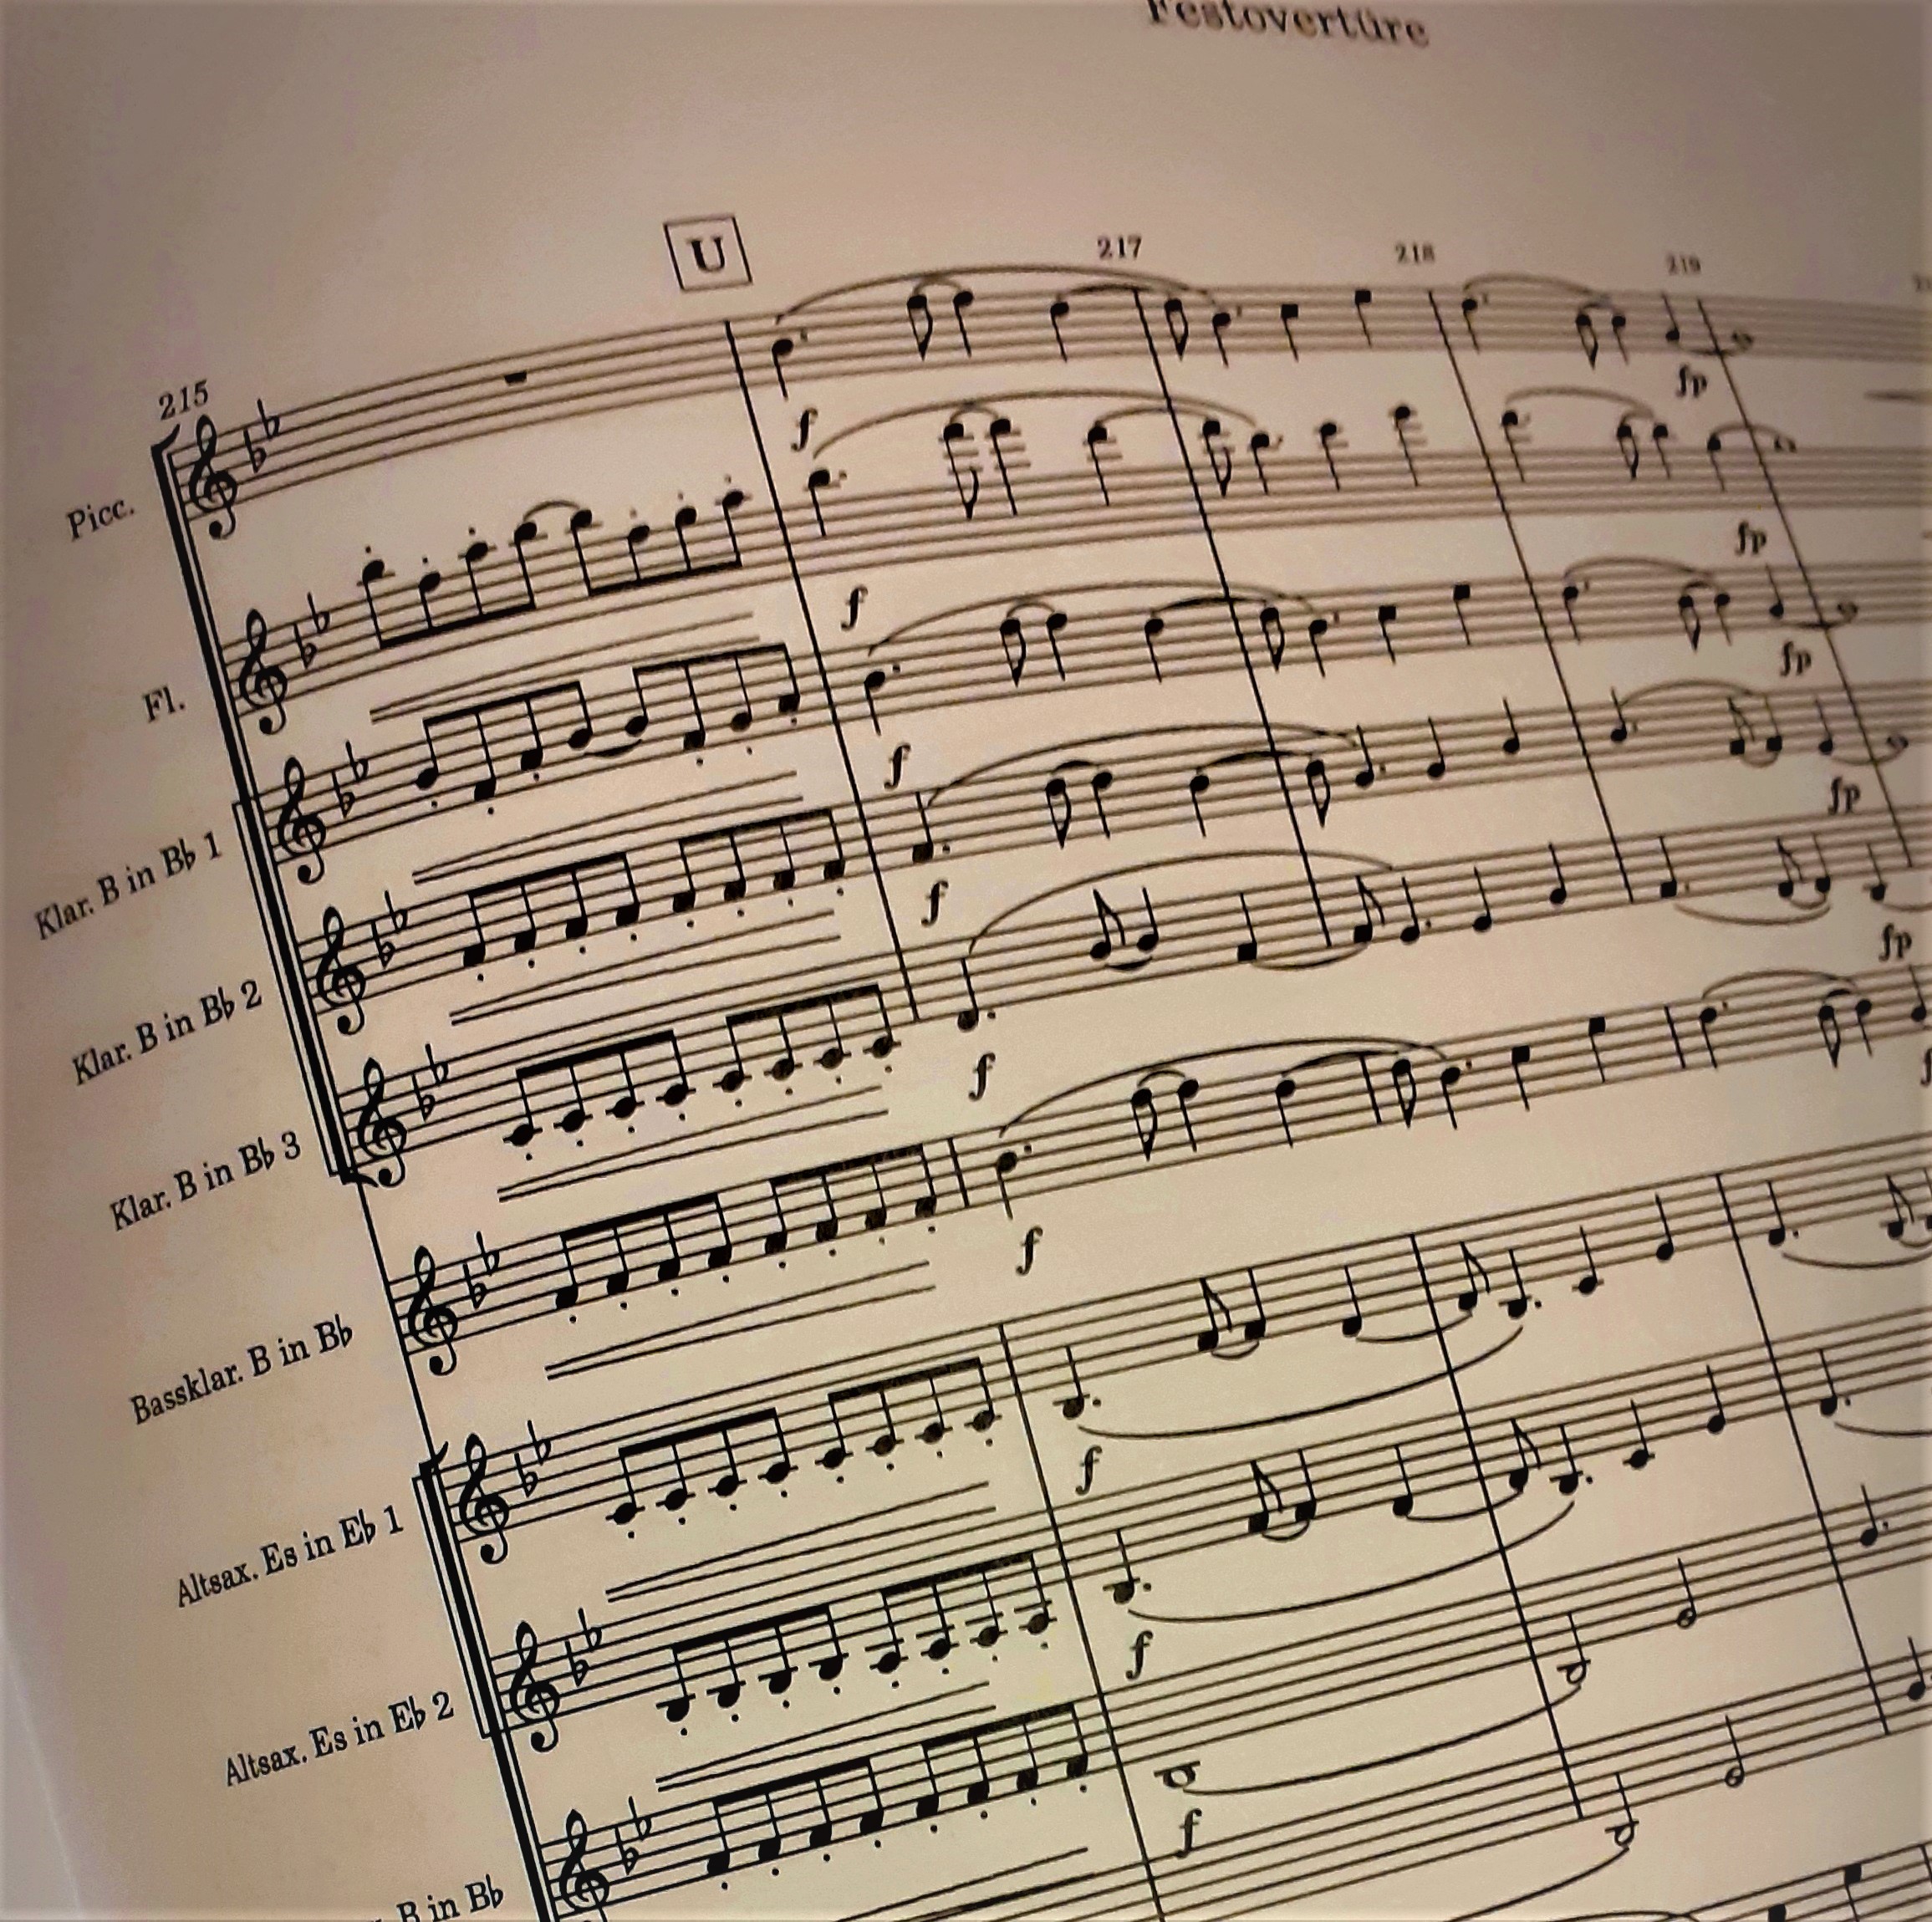 Festovertüre
U
215
217
218
219
Picc.
f
fp
Fl.
f
fp
Klar. B in B♭ 1
f
fp
Klar. B in B♭ 2
f
fp
Klar. B in B♭ 3
f
fp
Bassklar. B in B♭
f
Altsax. Es in E♭ 1
f
Altsax. Es in E♭ 2
f
B in B♭
f